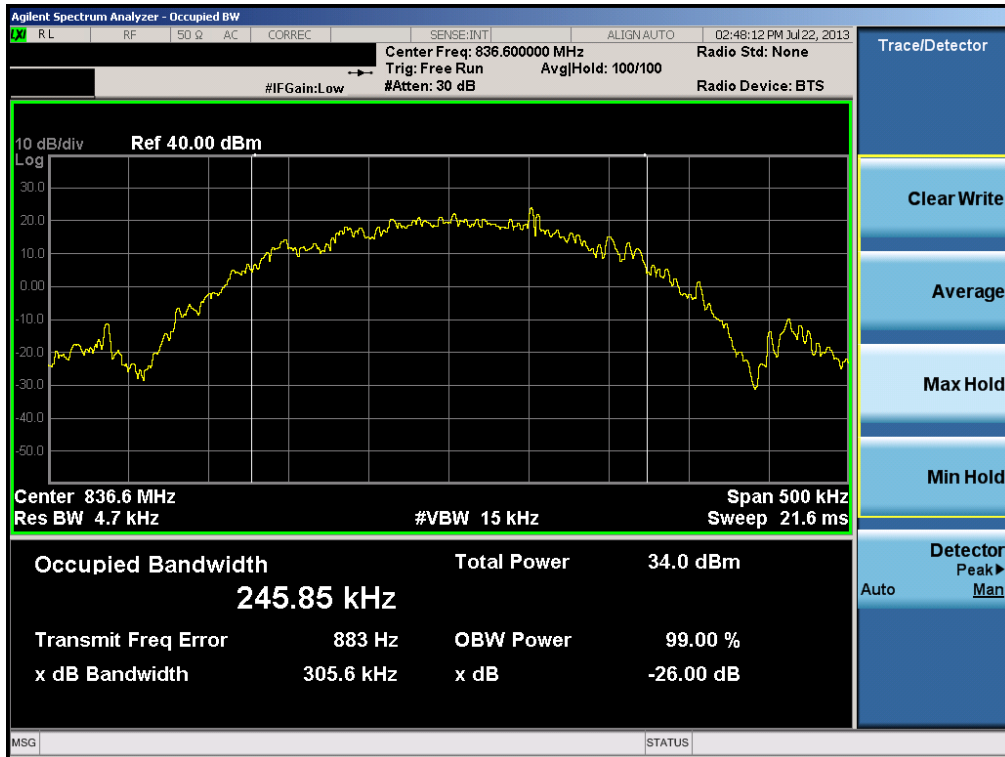 Agilent Spectrum Analyzer - Occupied BW
LXI RL RF 50 Ω AC CORREC SENSE:INT ALIGN AUTO 02:48:12 PM Jul 22, 2013
Center Freq: 836.600000 MHz Radio Std: None
Trig: Free Run Avg|Hold: 100/100
#IFGain:Low #Atten: 30 dB Radio Device: BTS
10 dB/div Ref 40.00 dBm
Log
30.0
20.0
10.0
0.00
-10.0
-20.0
-30.0
-40.0
-50.0
Center 836.6 MHz Span 500 kHz
Res BW 4.7 kHz #VBW 15 kHz Sweep 21.6 ms
Occupied Bandwidth Total Power 34.0 dBm
245.85 kHz
Transmit Freq Error 883 Hz OBW Power 99.00 %
x dB Bandwidth 305.6 kHz x dB -26.00 dB
MSG STATUS
Trace/Detector
Clear Write
Average
Max Hold
Min Hold
Detector
Peak▶
Auto Man